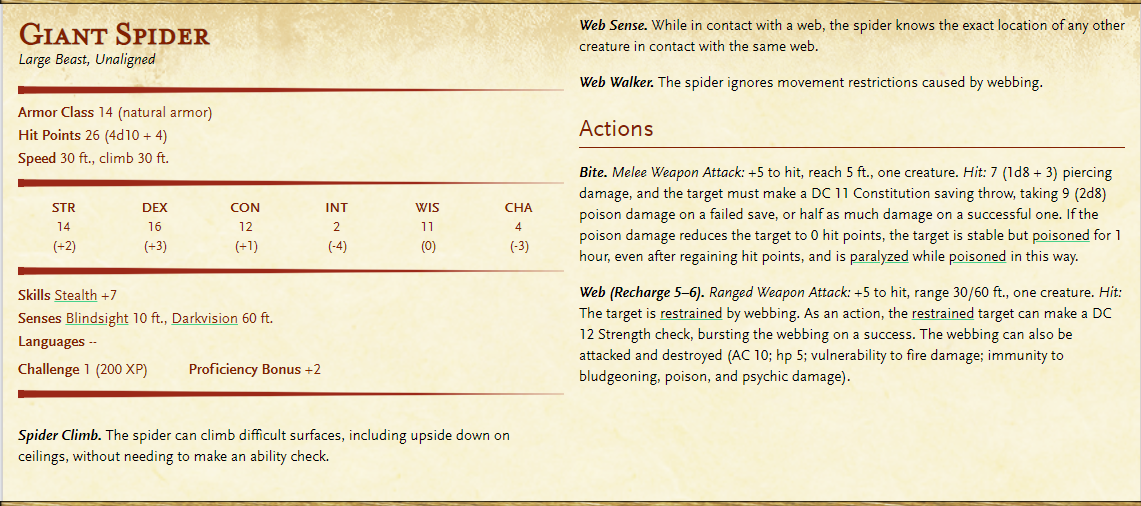 Giant Spider
Large Beast, Unaligned
Armor Class 14 (natural armor)
Hit Points 26 (4d10 + 4)
Speed 30 ft., climb 30 ft.
STR DEX CON INT WIS CHA
14 16 12 2 11 4
(+2) (+3) (+1) (-4) (0) (-3)
Skills Stealth +7
Senses Blindsight 10 ft., Darkvision 60 ft.
Languages --
Challenge 1 (200 XP) Proficiency Bonus +2
Spider Climb. The spider can climb difficult surfaces, including upside down on
ceilings, without needing to make an ability check.
Web Sense. While in contact with a web, the spider knows the exact location of any other
creature in contact with the same web.
Web Walker. The spider ignores movement restrictions caused by webbing.
Actions
Bite. Melee Weapon Attack: +5 to hit, reach 5 ft., one creature. Hit: 7 (1d8 + 3) piercing
damage, and the target must make a DC 11 Constitution saving throw, taking 9 (2d8)
poison damage on a failed save, or half as much damage on a successful one. If the
poison damage reduces the target to 0 hit points, the target is stable but poisoned for 1
hour, even after regaining hit points, and is paralyzed while poisoned in this way.
Web (Recharge 5–6). Ranged Weapon Attack: +5 to hit, range 30/60 ft., one creature. Hit:
The target is restrained by webbing. As an action, the restrained target can make a DC
12 Strength check, bursting the webbing on a success. The webbing can also be
attacked and destroyed (AC 10; hp 5; vulnerability to fire damage; immunity to
bludgeoning, poison, and psychic damage).